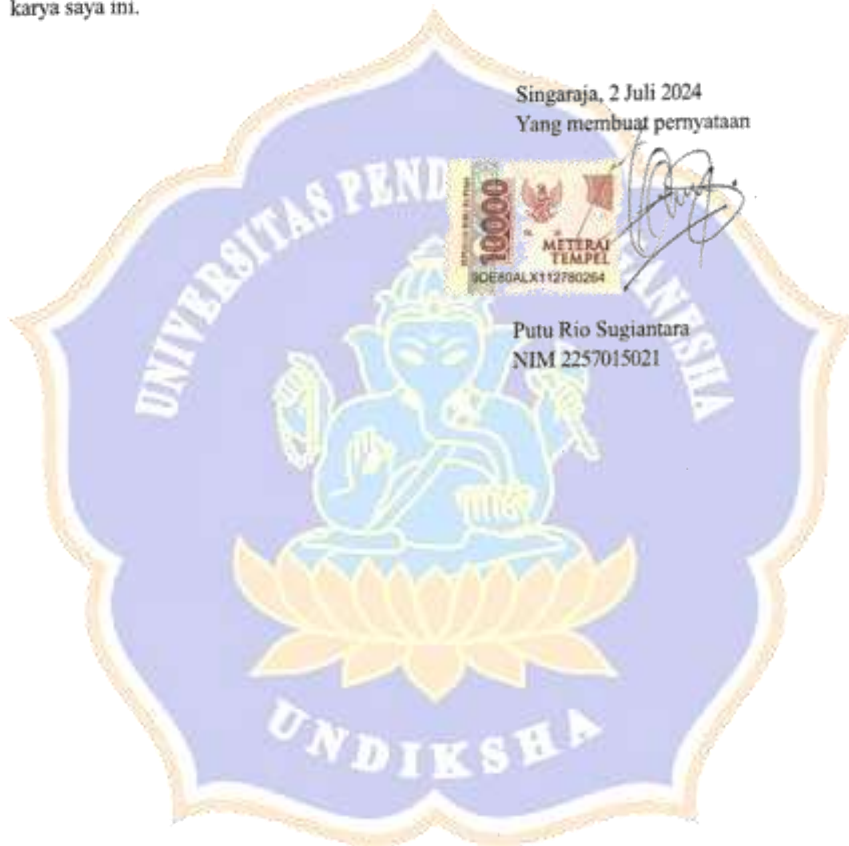 karya saya ini.
Singaraja, 2 Juli 2024
Yang membuat pernyataan
UNIVERSITAS PEND
ANESHA
10000
METERAI
TEMPEL
9DE80ALX112780264
Putu Rio Sugiantara
NIM 2257015021
UNDIKSHA